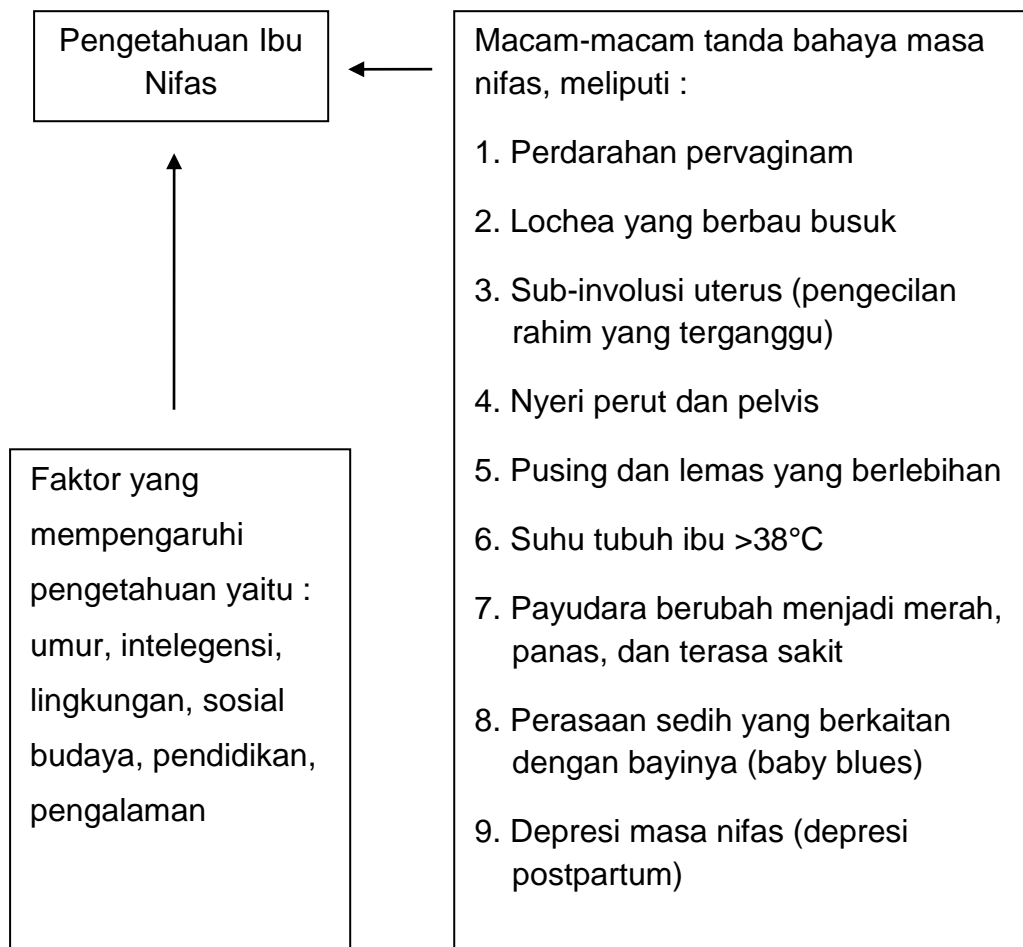 Pengetahuan Ibu
Nifas
Macam-macam tanda bahaya masa
nifas, meliputi :
1. Perdarahan pervaginam
2. Lochea yang berbau busuk
3. Sub-involusi uterus (pengecilan
rahim yang terganggu)
4. Nyeri perut dan pelvis
5. Pusing dan lemas yang berlebihan
6. Suhu tubuh ibu >38°C
7. Payudara berubah menjadi merah,
panas, dan terasa sakit
8. Perasaan sedih yang berkaitan
dengan bayinya (baby blues)
9. Depresi masa nifas (depresi
postpartum)
Faktor yang
mempengaruhi
pengetahuan yaitu :
umur, intelegensi,
lingkungan, sosial
budaya, pendidikan,
pengalaman